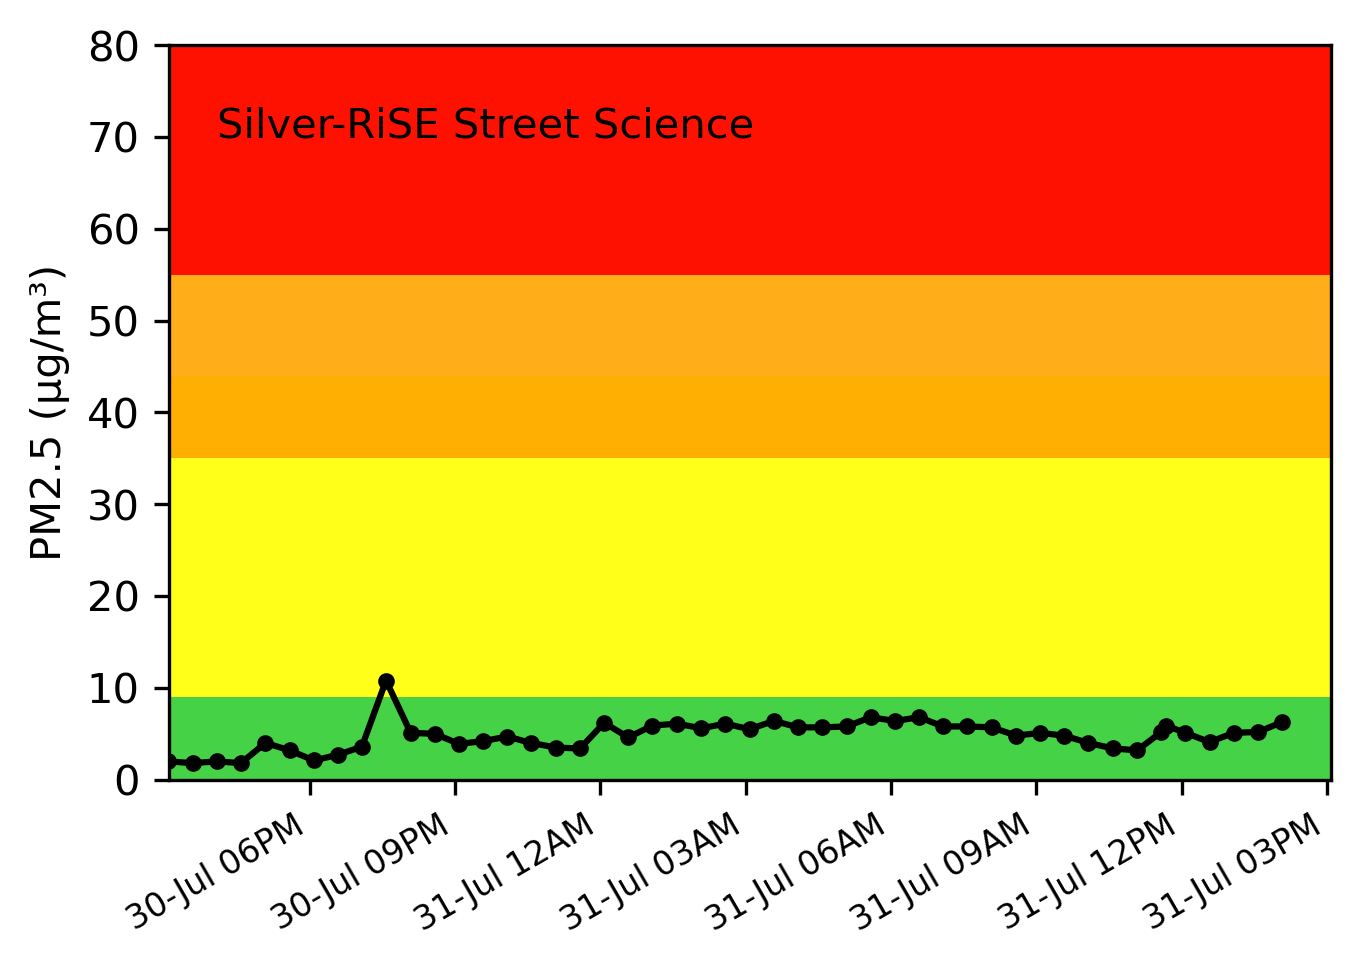 80
Silver-RiSE Street Science
70
60
50
40
30
20
10
0
PM2.5 (µg/m³)
30-Jul 06PM
30-Jul 09PM
31-Jul 12AM
31-Jul 03AM
31-Jul 06AM
31-Jul 09AM
31-Jul 12PM
31-Jul 03PM